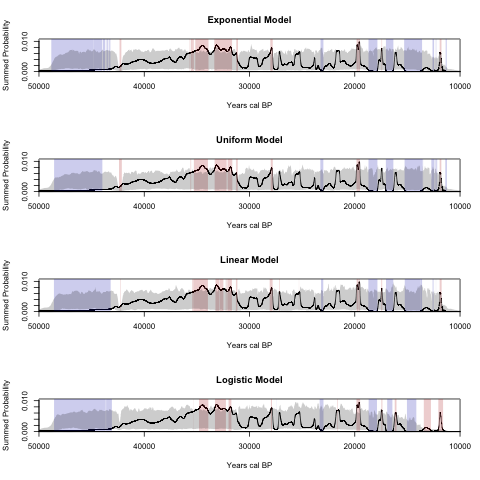 Exponential Model
Summed Probability
0.010
0.000
50000 40000 30000 20000 10000
Years cal BP
Uniform Model
Summed Probability
0.010
0.000
50000 40000 30000 20000 10000
Years cal BP
Linear Model
Summed Probability
0.010
0.000
50000 40000 30000 20000 10000
Years cal BP
Logistic Model
Summed Probability
0.010
0.000
50000 40000 30000 20000 10000
Years cal BP